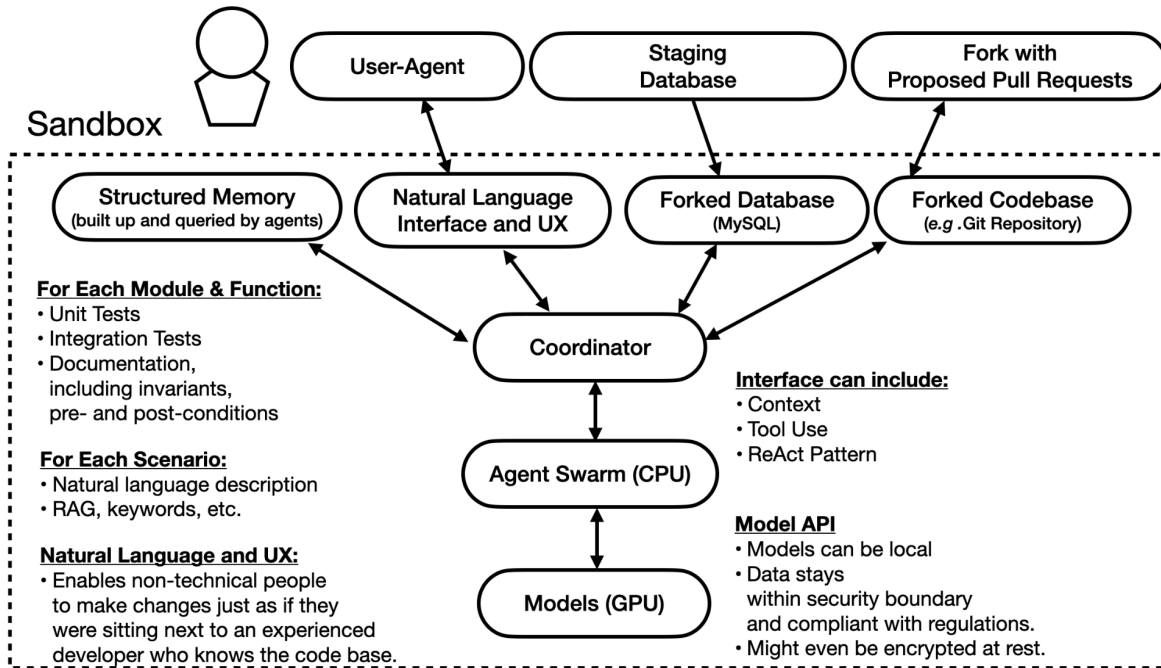 User-Agent
Staging
Database
Fork with
Proposed Pull Requests
Sandbox
Structured Memory
(built up and queried by agents)
Natural Language
Interface and UX
Forked Database
(MySQL)
Forked Codebase
(e.g .Git Repository)
For Each Module & Function:
• Unit Tests
• Integration Tests
• Documentation,
including invariants,
pre- and post-conditions
Coordinator
Interface can include:
• Context
• Tool Use
• ReAct Pattern
For Each Scenario:
• Natural language description
• RAG, keywords, etc.
Agent Swarm (CPU)
Natural Language and UX:
• Enables non-technical people
to make changes just as if they
were sitting next to an experienced
developer who knows the code base.
Models (GPU)
Model API
• Models can be local
• Data stays
within security boundary
and compliant with regulations.
• Might even be encrypted at rest.